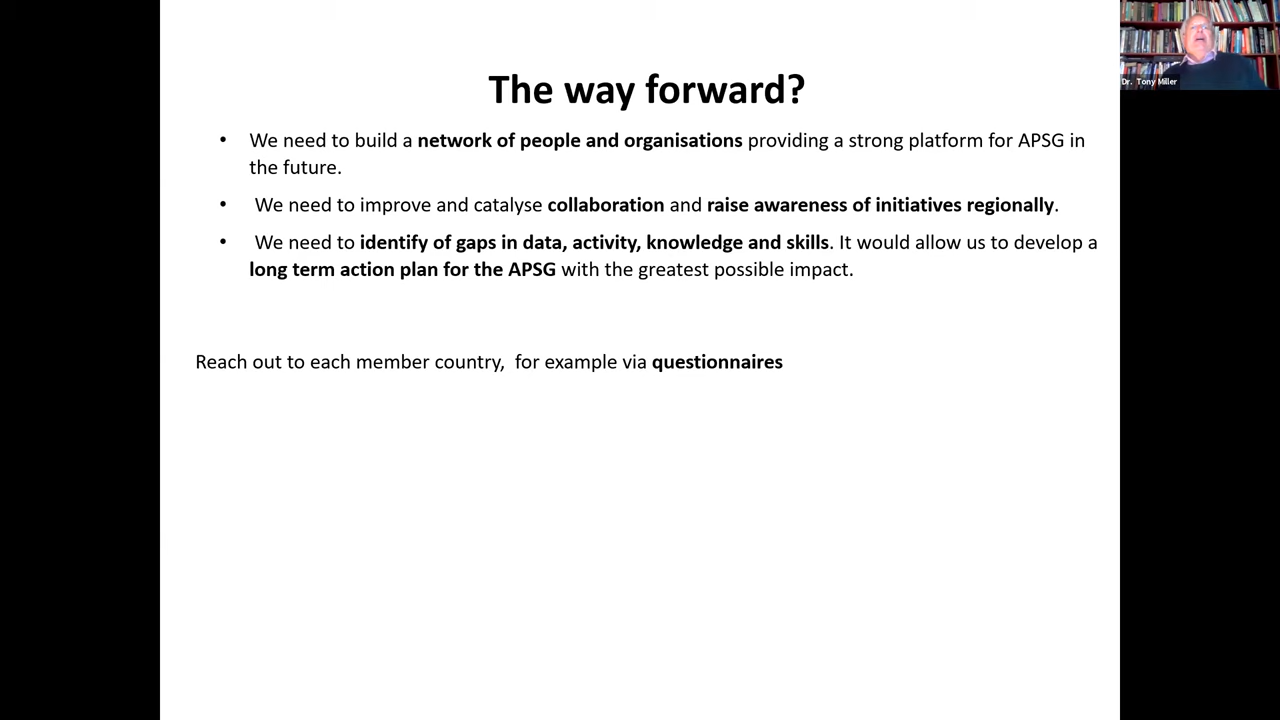 The way forward?
• We need to build a network of people and organisations providing a strong platform for APSG in
the future.
• We need to improve and catalyse collaboration and raise awareness of initiatives regionally.
• We need to identify of gaps in data, activity, knowledge and skills. It would allow us to develop a
long term action plan for the APSG with the greatest possible impact.
Reach out to each member country, for example via questionnaires
Dr. Tony Miller